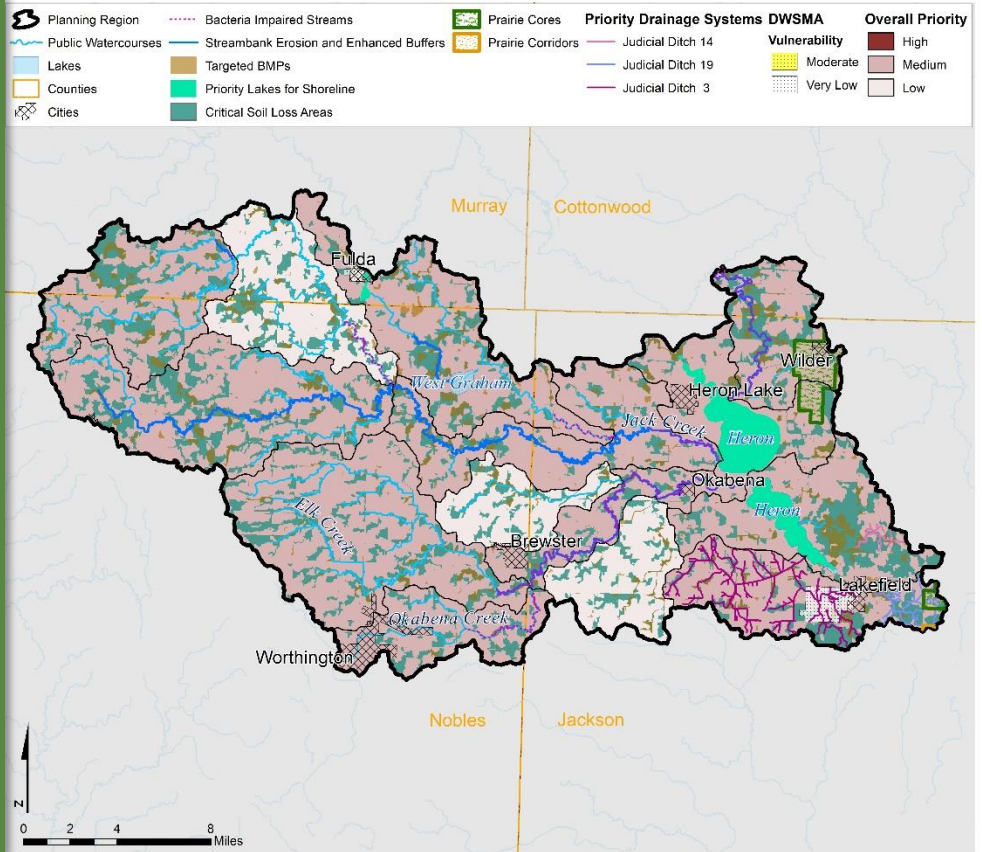 Planning Region
Public Watercourses
Lakes
Counties
Cities
Bacteria Impaired Streams
Streambank Erosion and Enhanced Buffers
Targeted BMPs
Priority Lakes for Shoreline
Critical Soil Loss Areas
Prairie Cores
Prairie Corridors
Priority Drainage Systems
Judicial Ditch 14
Judicial Ditch 19
Judicial Ditch 3
DWSMA
Vulnerability
Moderate
Very Low
Overall Priority
High
Medium
Low
Murray
Cottonwood
Fulda
Wilder
West Graham
Heron Lake
Jack Creek
Heron
Okabena
Heron
Elk Creek
Brewster
Lakefield
Okabena Creek
Worthington
Nobles
Jackson
N
0 2 4 8
Miles